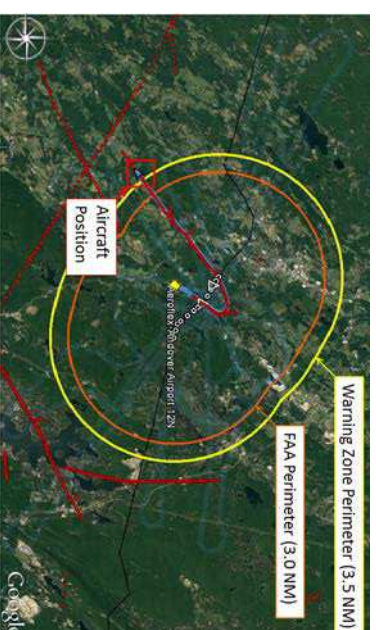 Warning Zone Perimeter (3.5 NM)
FAA Perimeter (3.0 NM)
Aeroflex-Andover Airport 12N
Aircraft
Position
Google